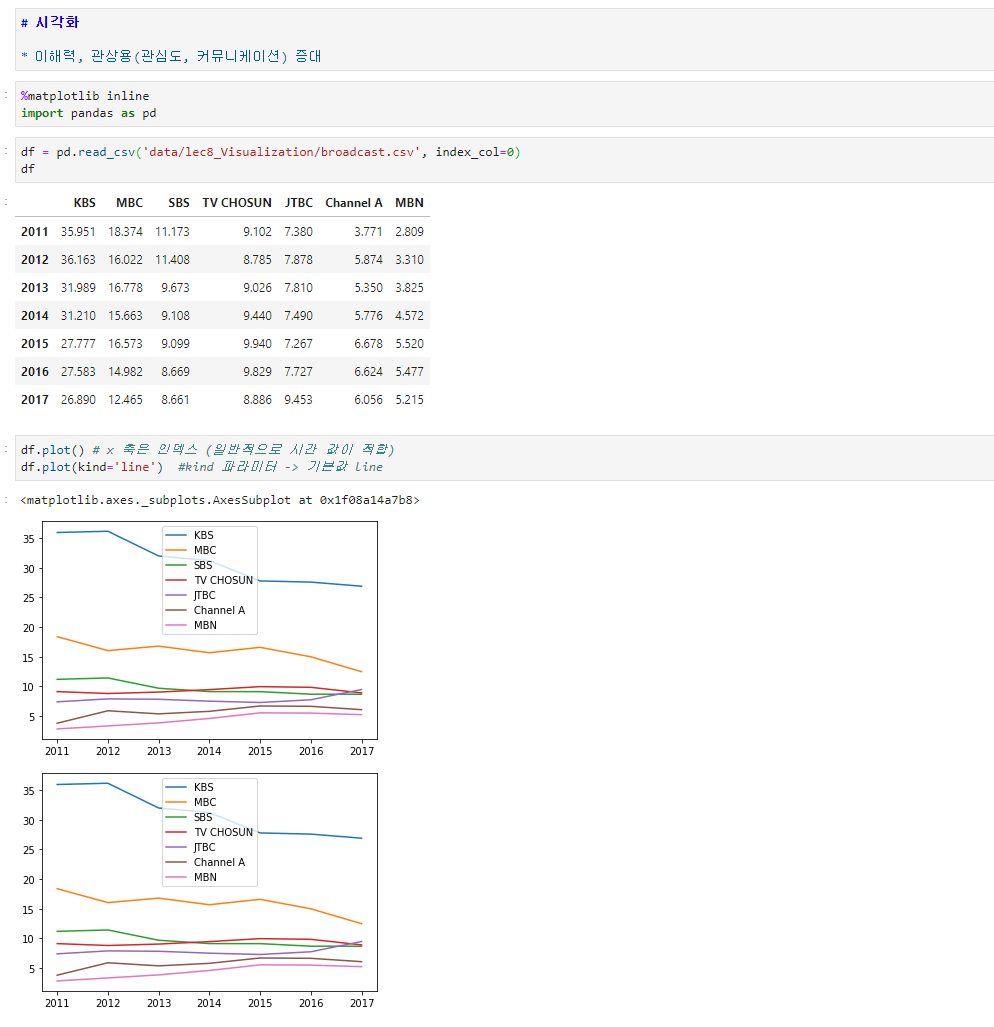 # 시각화
* 이해력, 관상용(관심도, 커뮤니케이션) 증대
: %matplotlib inline
import pandas as pd
: df = pd.read_csv('data/lec8_Visualization/broadcast.csv', index_col=0)
df
: KBS MBC SBS TV CHOSUN JTBC Channel A MBN
2011 35.951 18.374 11.173 9.102 7.380 3.771 2.809
2012 36.163 16.022 11.408 8.785 7.878 5.874 3.310
2013 31.989 16.778 9.673 9.026 7.810 5.350 3.825
2014 31.210 15.663 9.108 9.440 7.490 5.776 4.572
2015 27.777 16.573 9.099 9.940 7.267 6.678 5.520
2016 27.583 14.982 8.669 9.829 7.727 6.624 5.477
2017 26.890 12.465 8.661 8.886 9.453 6.056 5.215
: df.plot() # x 축은 인덱스 (일반적으로 시간 값이 적합)
df.plot(kind='line') #kind 파라미터 -> 기본값 line
: <matplotlib.axes._subplots.AxesSubplot at 0x1f08a14a7b8>
KBS
MBC
SBS
TV CHOSUN
JTBC
Channel A
MBN
35
30
25
20
15
10
5
2011 2012 2013 2014 2015 2016 2017
KBS
MBC
SBS
TV CHOSUN
JTBC
Channel A
MBN
35
30
25
20
15
10
5
2011 2012 2013 2014 2015 2016 2017